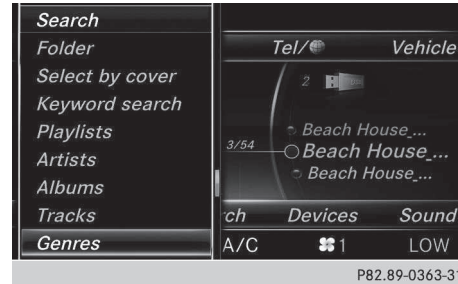 Search
Folder
Select by cover
Keyword search
Playlists
Artists
Albums
Tracks
Genres
Tel/ Vehicle
2
Beach House_...
3/54 Beach House_...
Beach House_...
ch Devices Sound
A/C 1 LOW
P82.89-0363-31